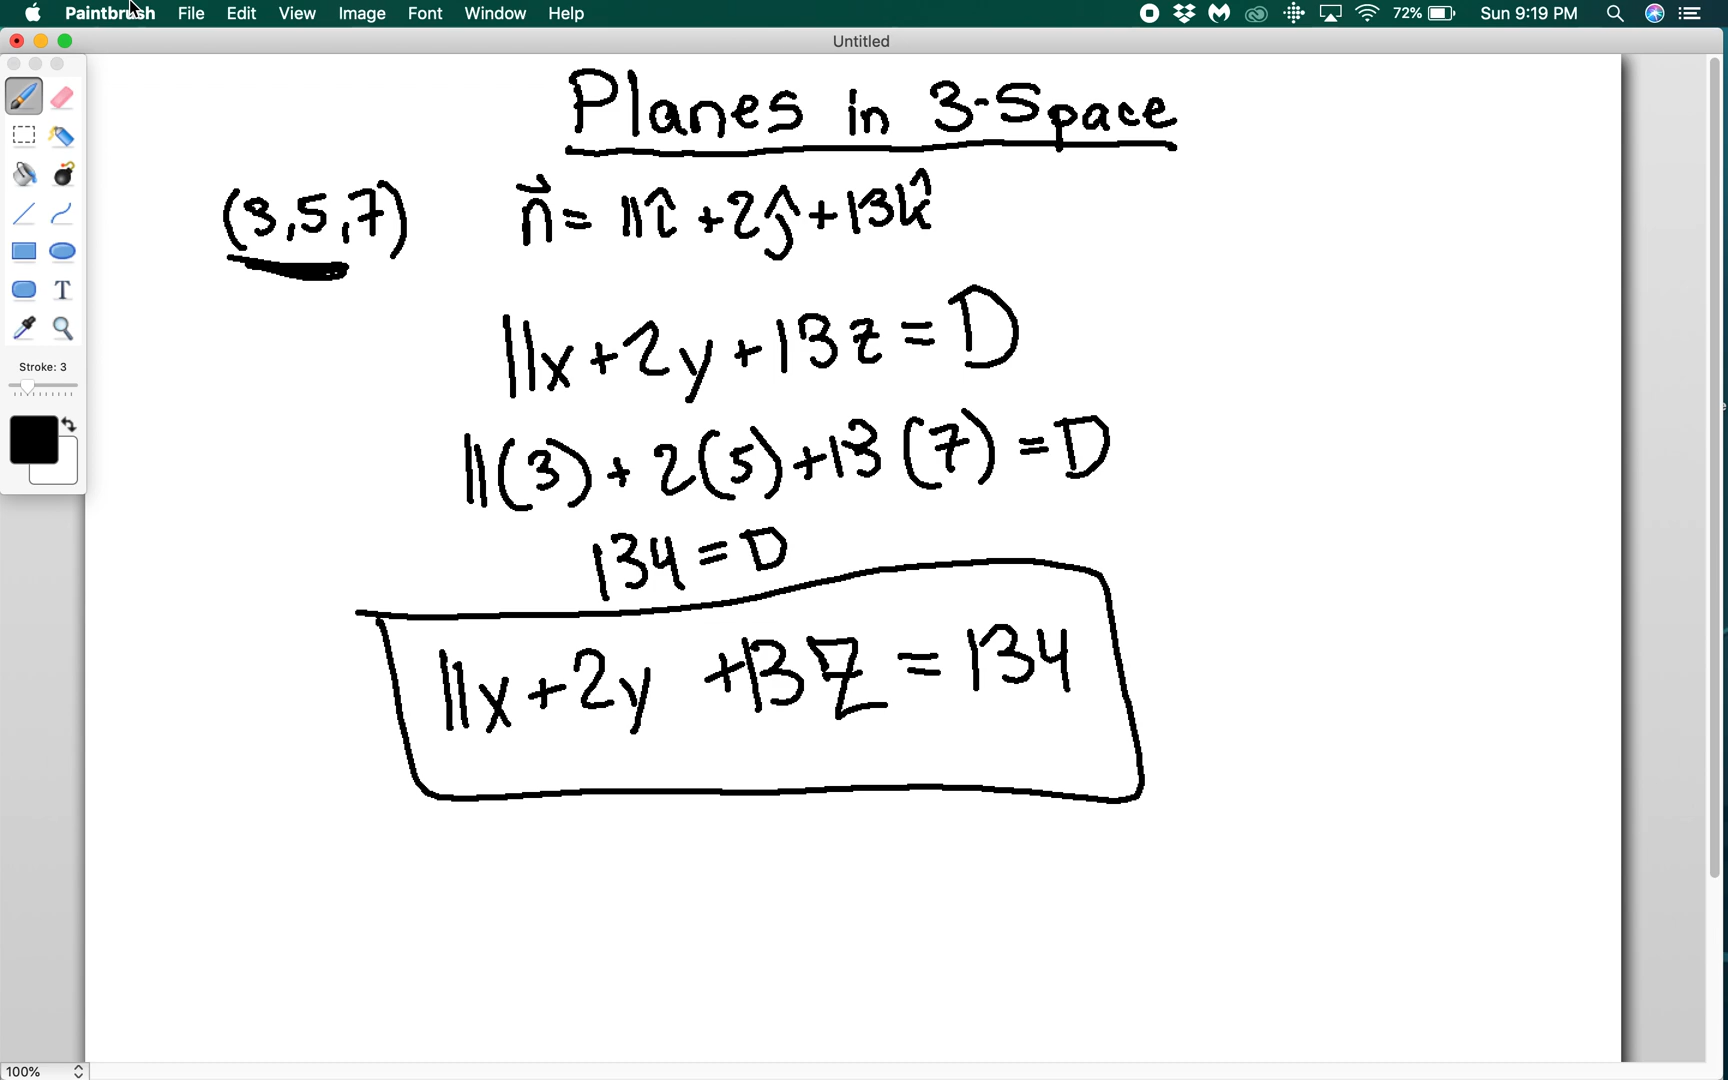 Paintbrush File Edit View Image Font Window Help 72% Sun 9:19 PM
Untitled
Planes in 3-Space
(3,5,7) n⃗ = 11î + 2ĵ + 13k̂
11x + 2y + 13z = D
11(3) + 2(5) + 13(7) = D
Stroke: 3
134 = D
11x + 2y + 13z = 134
T
100%